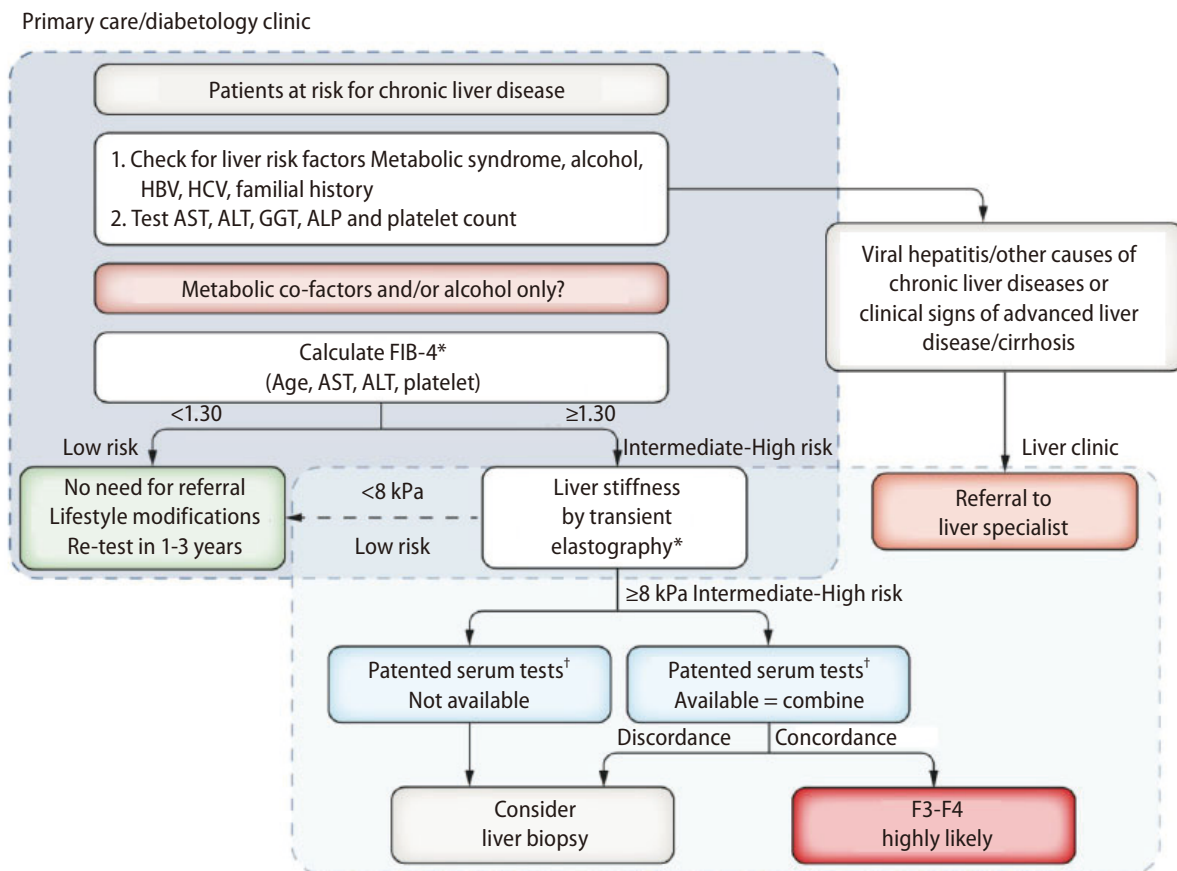 Primary care/diabetology clinic
Patients at risk for chronic liver disease
1. Check for liver risk factors Metabolic syndrome, alcohol,
HBV, HCV, familial history
2. Test AST, ALT, GGT, ALP and platelet count
Viral hepatitis/other causes of
chronic liver diseases or
clinical signs of advanced liver
disease/cirrhosis
Metabolic co-factors and/or alcohol only?
Calculate FIB-4*
(Age, AST, ALT, platelet)
<1.30
≥1.30
Low risk
Intermediate-High risk
Liver clinic
No need for referral
Lifestyle modifications
Re-test in 1-3 years
<8 kPa
Low risk
Liver stiffness
by transient
elastography*
Referral to
liver specialist
≥8 kPa Intermediate-High risk
Patented serum tests†
Not available
Patented serum tests†
Available = combine
Discordance
Concordance
Consider
liver biopsy
F3-F4
highly likely